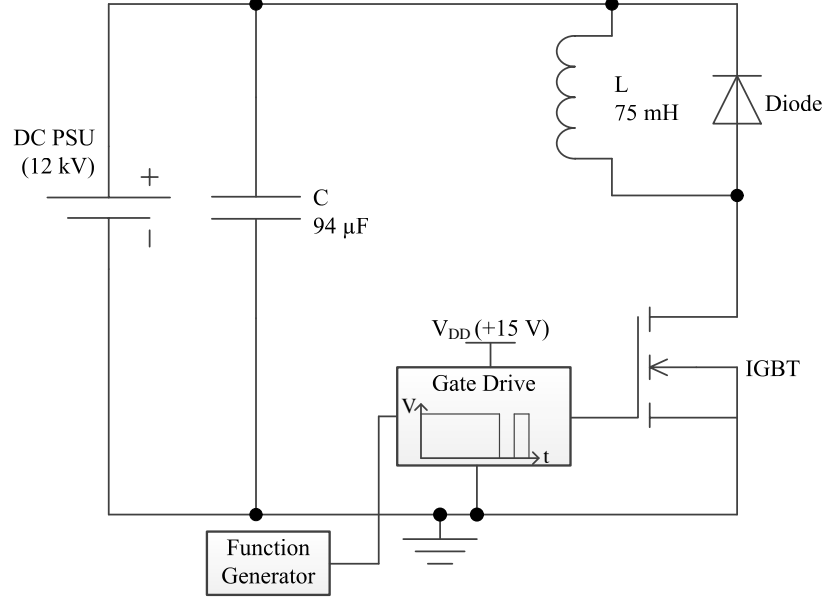 DC PSU
(12 kV)
+
C
94 µF
L
75 mH
Diode
V_DD (+15 V)
Gate Drive
V
t
IGBT
Function
Generator